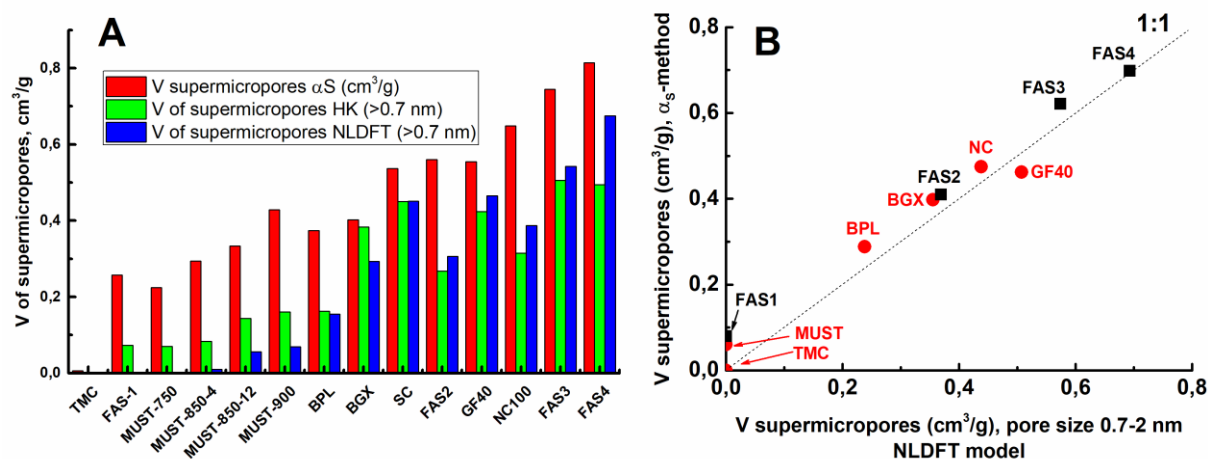 A
V of supermicropores, cm³/g
0,8
0,6
0,4
0,2
0,0
V supermicropores αS (cm³/g)
V of supermicropores HK (>0.7 nm)
V of supermicropores NLDFT (>0.7 nm)
TMC
FAS-1
MUST-750
MUST-850-4
MUST-850-12
MUST-900
BPL
BGX
SC
FAS2
GF40
NC100
FAS3
FAS4
B
1:1
V supermicropores (cm³/g), αS-method
0,8
0,6
0,4
0,2
0,0
FAS4
FAS3
NC
GF40
FAS2
BGX
BPL
FAS1
MUST
TMC
0,0
0,2
0,4
0,6
0,8
V supermicropores (cm³/g), pore size 0.7-2 nm
NLDFT model